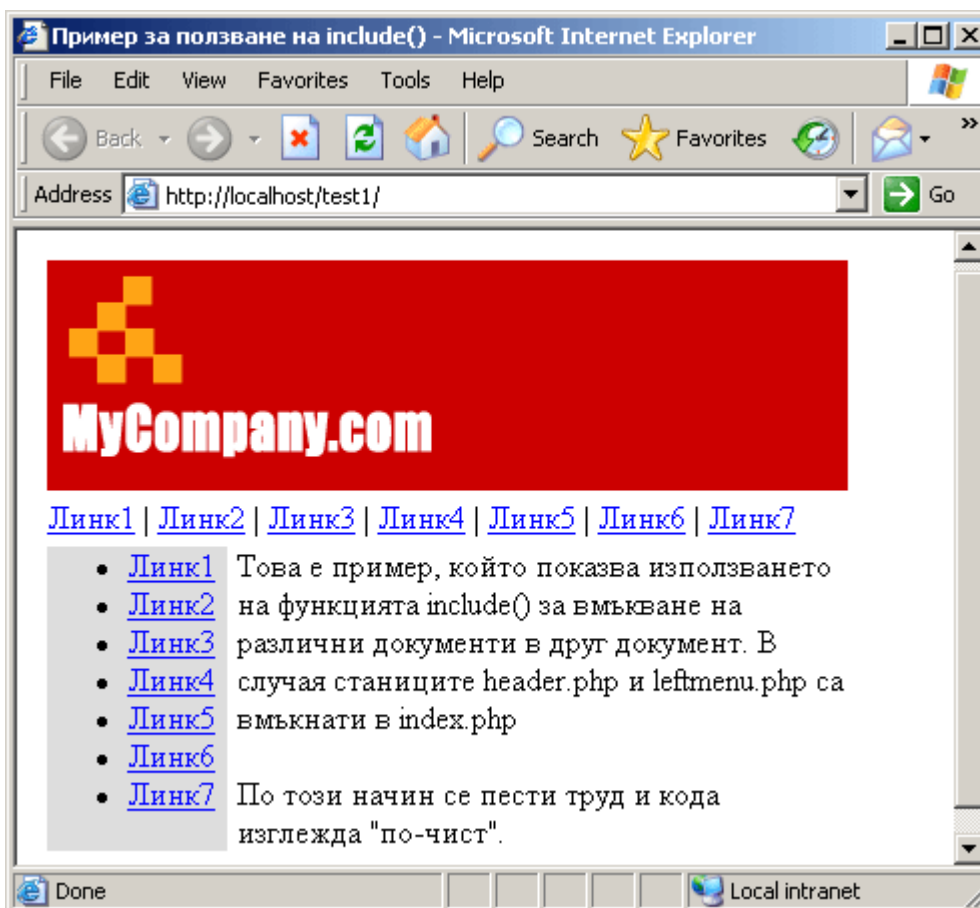 Пример за ползване на include() - Microsoft Internet Explorer
File Edit View Favorites Tools Help
Back Search Favorites »
Address http://localhost/test1/ Go
MyCompany.com
Линк1 | Линк2 | Линк3 | Линк4 | Линк5 | Линк6 | Линк7
• Линк1
• Линк2
• Линк3
• Линк4
• Линк5
• Линк6
• Линк7
Това е пример, който показва използването
на функцията include() за вмъкване на
различни документи в друг документ. В
случая станиците header.php и leftmenu.php са
вмъкнати в index.php
По този начин се пести труд и кода
изглежда "по-чист".
Done Local intranet